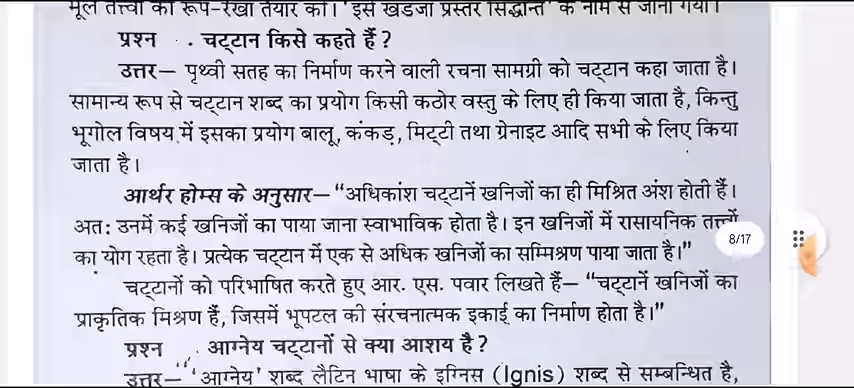 मूल तत्त्वों की रूप-रेखा तैयार की। 'इसे खडजा प्रस्तर सिद्धान्त' के नाम से जाना गया।
प्रश्न . चट्टान किसे कहते हैं?
उत्तर— पृथ्वी सतह का निर्माण करने वाली रचना सामग्री को चट्टान कहा जाता है।
सामान्य रूप से चट्टान शब्द का प्रयोग किसी कठोर वस्तु के लिए ही किया जाता है, किन्तु
भूगोल विषय में इसका प्रयोग बालू, कंकड़, मिट्टी तथा ग्रेनाइट आदि सभी के लिए किया
जाता है।
आर्थर होम्स के अनुसार— “अधिकांश चट्टानें खनिजों का ही मिश्रित अंश होती हैं।
अत: उनमें कई खनिजों का पाया जाना स्वाभाविक होता है। इन खनिजों में रासायनिक तत्त्वों
का योग रहता है। प्रत्येक चट्टान में एक से अधिक खनिजों का सम्मिश्रण पाया जाता है।”
8/17
चट्टानों को परिभाषित करते हुए आर. एस. पवार लिखते हैं— “चट्टानें खनिजों का
प्राकृतिक मिश्रण हैं, जिसमें भूपटल की संरचनात्मक इकाई का निर्माण होता है।”
प्रश्न . आग्नेय चट्टानों से क्या आशय है?
उत्तर— 'आग्नेय' शब्द लैटिन भाषा के इग्निस (Ignis) शब्द से सम्बन्धित है,